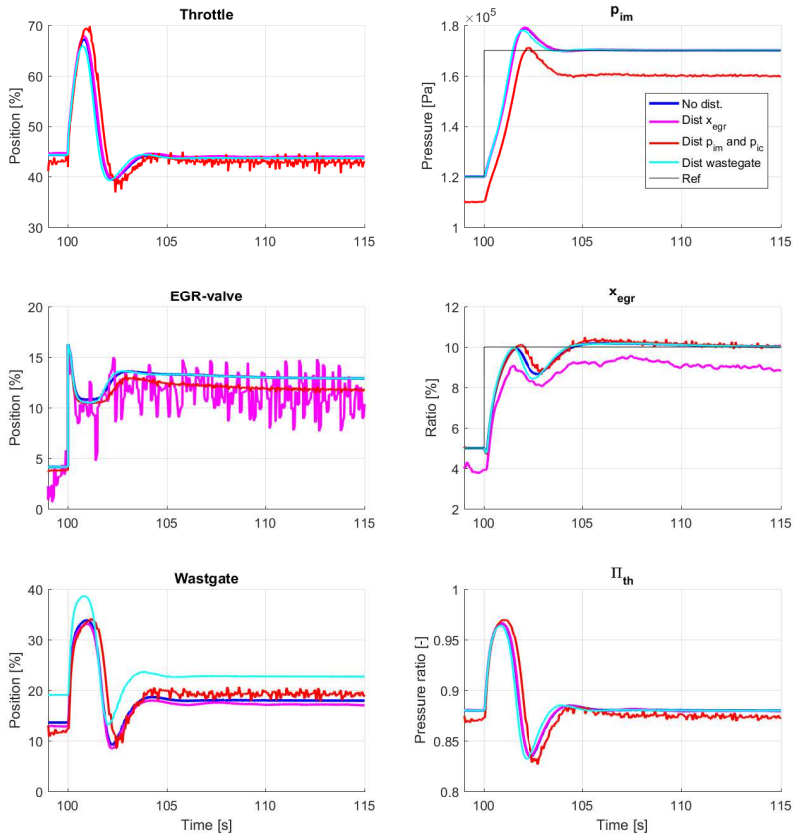 Throttle
Position [%]
70
60
50
40
30
100
105
110
115
p_im
×10^5
Pressure [Pa]
1.8
1.6
1.4
1.2
1
No dist.
Dist x_egr
Dist p_im and p_ic
Dist wastegate
Ref
100
105
110
115
EGR-valve
Position [%]
20
15
10
5
0
100
105
110
115
x_egr
Ratio [%]
12
10
8
6
4
2
100
105
110
115
Wastgate
Position [%]
40
30
20
10
0
100
105
110
115
Time [s]
Π_th
Pressure ratio [-]
1
0.95
0.9
0.85
0.8
100
105
110
115
Time [s]